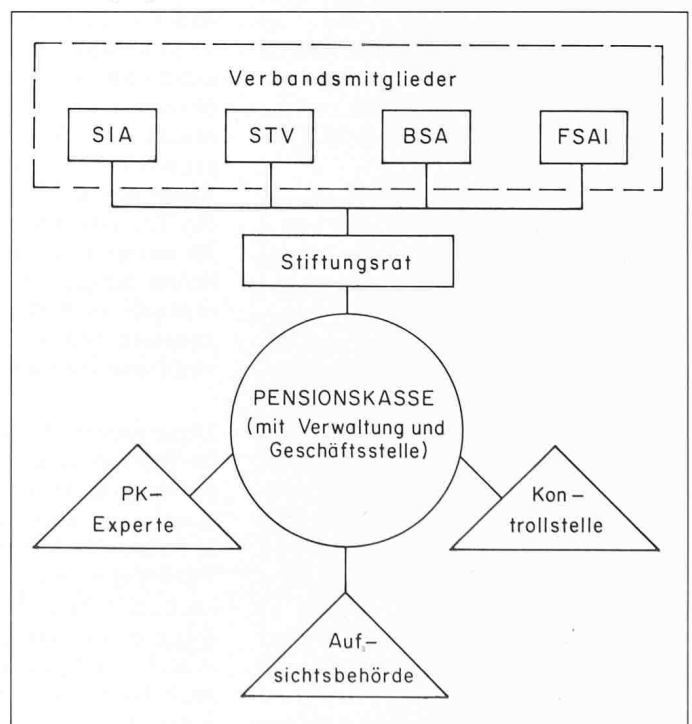 Verbandsmitglieder
SIA STV BSA FSAI
Stiftungsrat
PENSIONSKASSE
(mit Verwaltung und
Geschäftsstelle)
PK-
Experte
Kon-
trollstelle
Auf-
sichtsbehörde